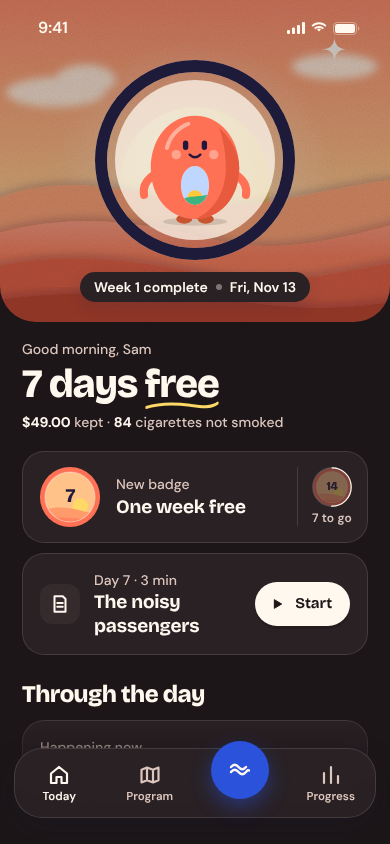 9:41
Week 1 complete • Fri, Nov 13
Good morning, Sam
7 days free
$49.00 kept · 84 cigarettes not smoked
7
New badge
One week free
14
7 to go
Day 7 · 3 min
The noisy
passengers
Start
Through the day
Happening now
Today
Program
Progress